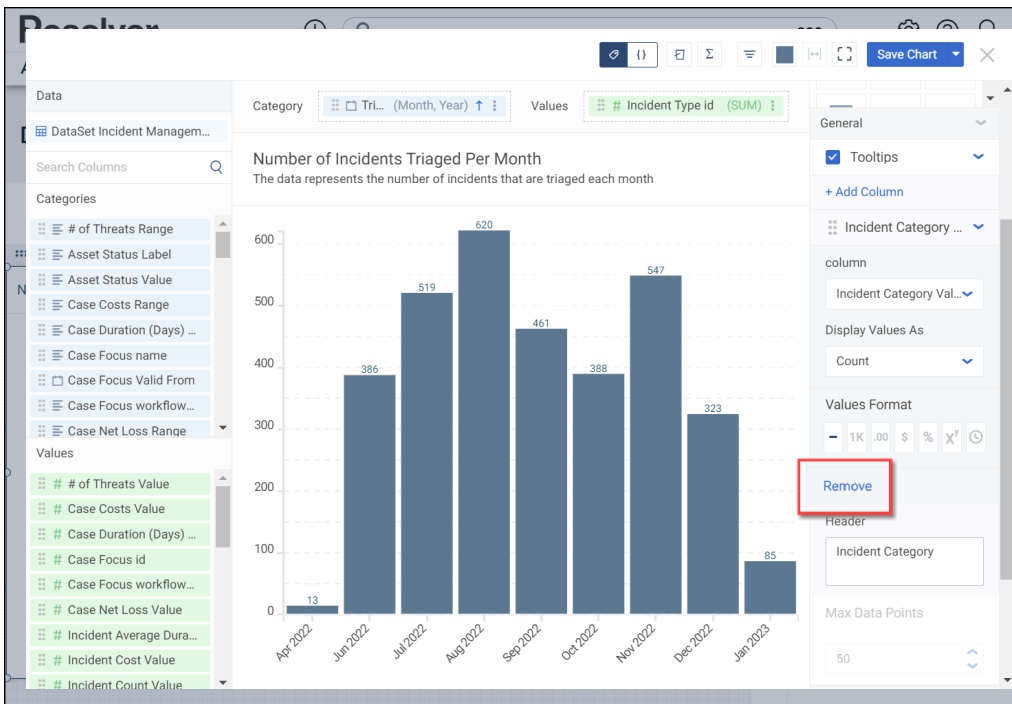 Resolver
Save Chart
Data
DataSet Incident Managem...
Search Columns
Categories
# of Threats Range
Asset Status Label
Asset Status Value
Case Costs Range
Case Duration (Days) ...
Case Focus name
Case Focus Valid From
Case Focus workflow...
Case Net Loss Range
Values
# # of Threats Value
# Case Costs Value
# Case Duration (Days) ...
# Case Focus id
# Case Focus workflow...
# Case Net Loss Value
# Incident Average Dura...
# Incident Cost Value
# Incident Count Value
Category Tri... (Month, Year) Values # Incident Type id (SUM)
Number of Incidents Triaged Per Month
The data represents the number of incidents that are triaged each month
600
500
400
300
200
100
0
13
386
519
620
461
388
547
323
85
Apr 2022
Jun 2022
Jul 2022
Aug 2022
Sep 2022
Oct 2022
Nov 2022
Dec 2022
Jan 2023
General
Tooltips
+ Add Column
Incident Category ...
column
Incident Category Val...
Display Values As
Count
Values Format
– 1K .00 $ % Xʸ
Remove
Header
Incident Category
Max Data Points
50